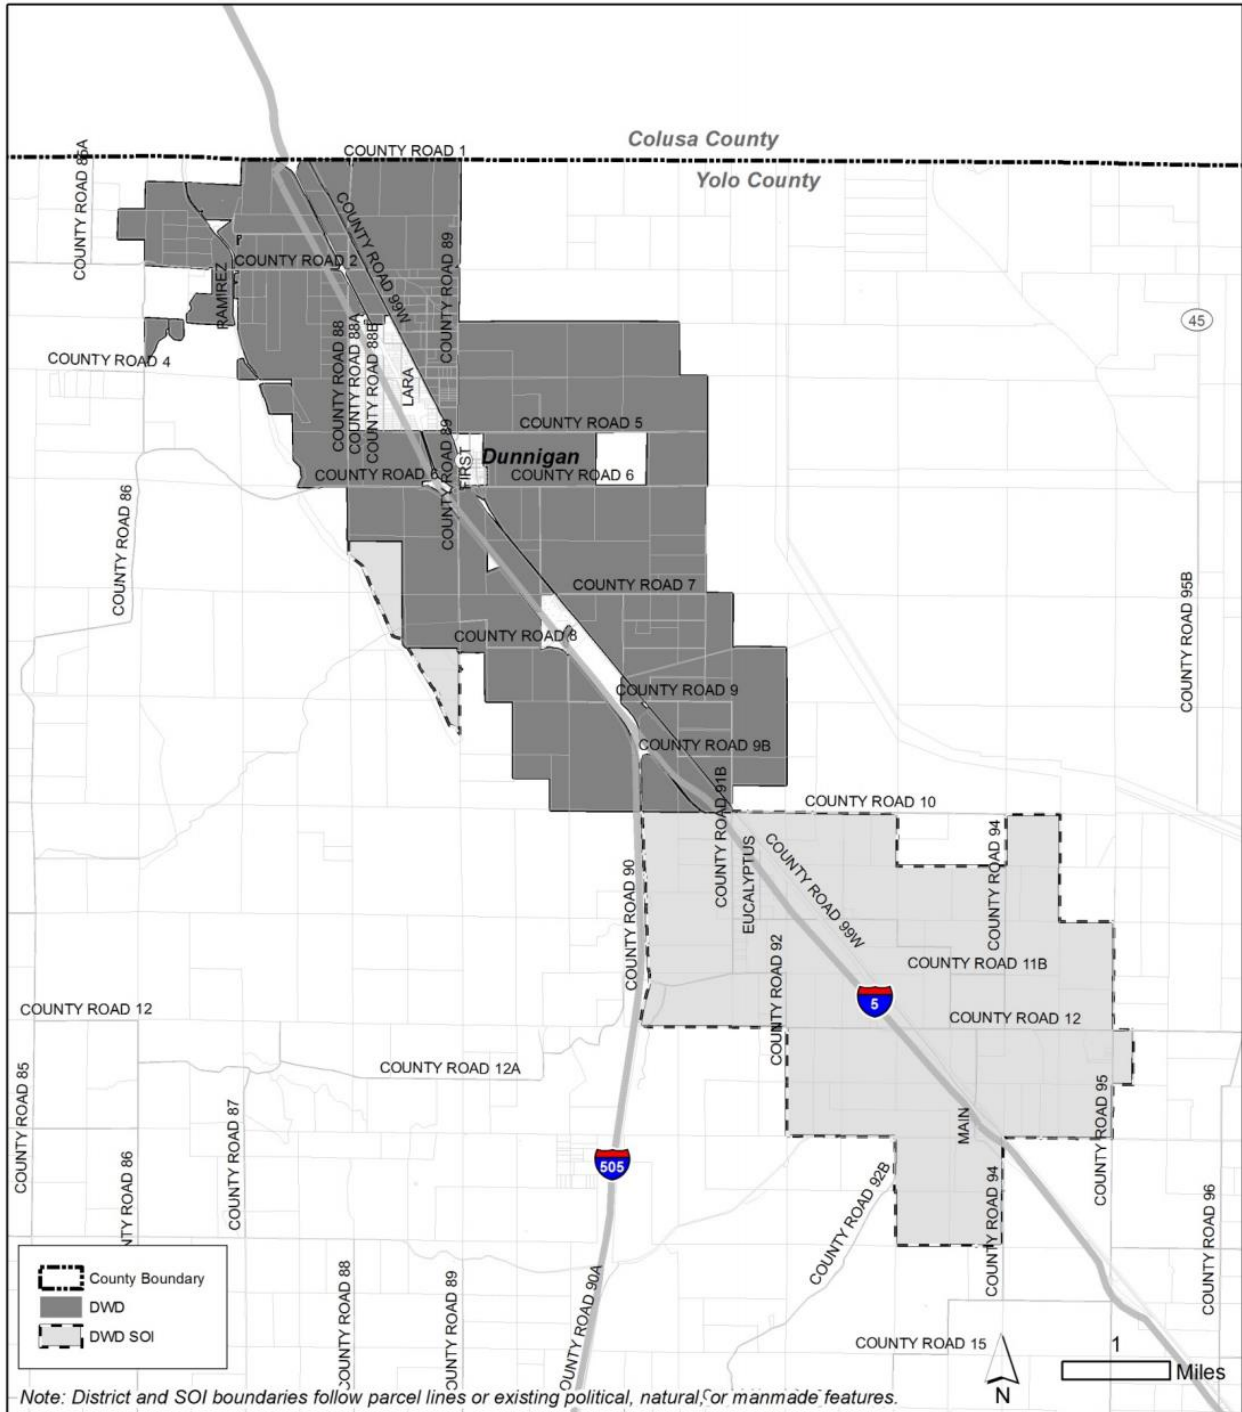 Colusa County
COUNTY ROAD 1
Yolo County
COUNTY ROAD 85A
COUNTY ROAD 99W
COUNTY ROAD 89
COUNTY ROAD 2
RAMIREZ
45
COUNTY ROAD 4
COUNTY ROAD 88
COUNTY ROAD 88A
COUNTY ROAD 88B
LARA
COUNTY ROAD 5
COUNTY ROAD 89
FIRST
Dunnigan
COUNTY ROAD 6
COUNTY ROAD 6
COUNTY ROAD 89
COUNTY ROAD 86
COUNTY ROAD 7
COUNTY ROAD 95B
COUNTY ROAD 8
COUNTY ROAD 9
COUNTY ROAD 9B
COUNTY ROAD 91B
COUNTY ROAD 10
EUCALYPTUS
COUNTY ROAD 99W
COUNTY ROAD 94
COUNTY ROAD 90
COUNTY ROAD 92
COUNTY ROAD 11B
5
COUNTY ROAD 12
COUNTY ROAD 12
COUNTY ROAD 12A
COUNTY ROAD 85
COUNTY ROAD 87
COUNTY ROAD 95
MAIN
505
NTY ROAD 86
COUNTY ROAD 92B
COUNTY ROAD 94
COUNTY ROAD 96
COUNTY ROAD 88
COUNTY ROAD 89
COUNTY ROAD 90A
COUNTY ROAD 15
County Boundary
DWD
DWD SOI
N
1
Miles
Note: District and SOI boundaries follow parcel lines or existing political, natural, or manmade features.